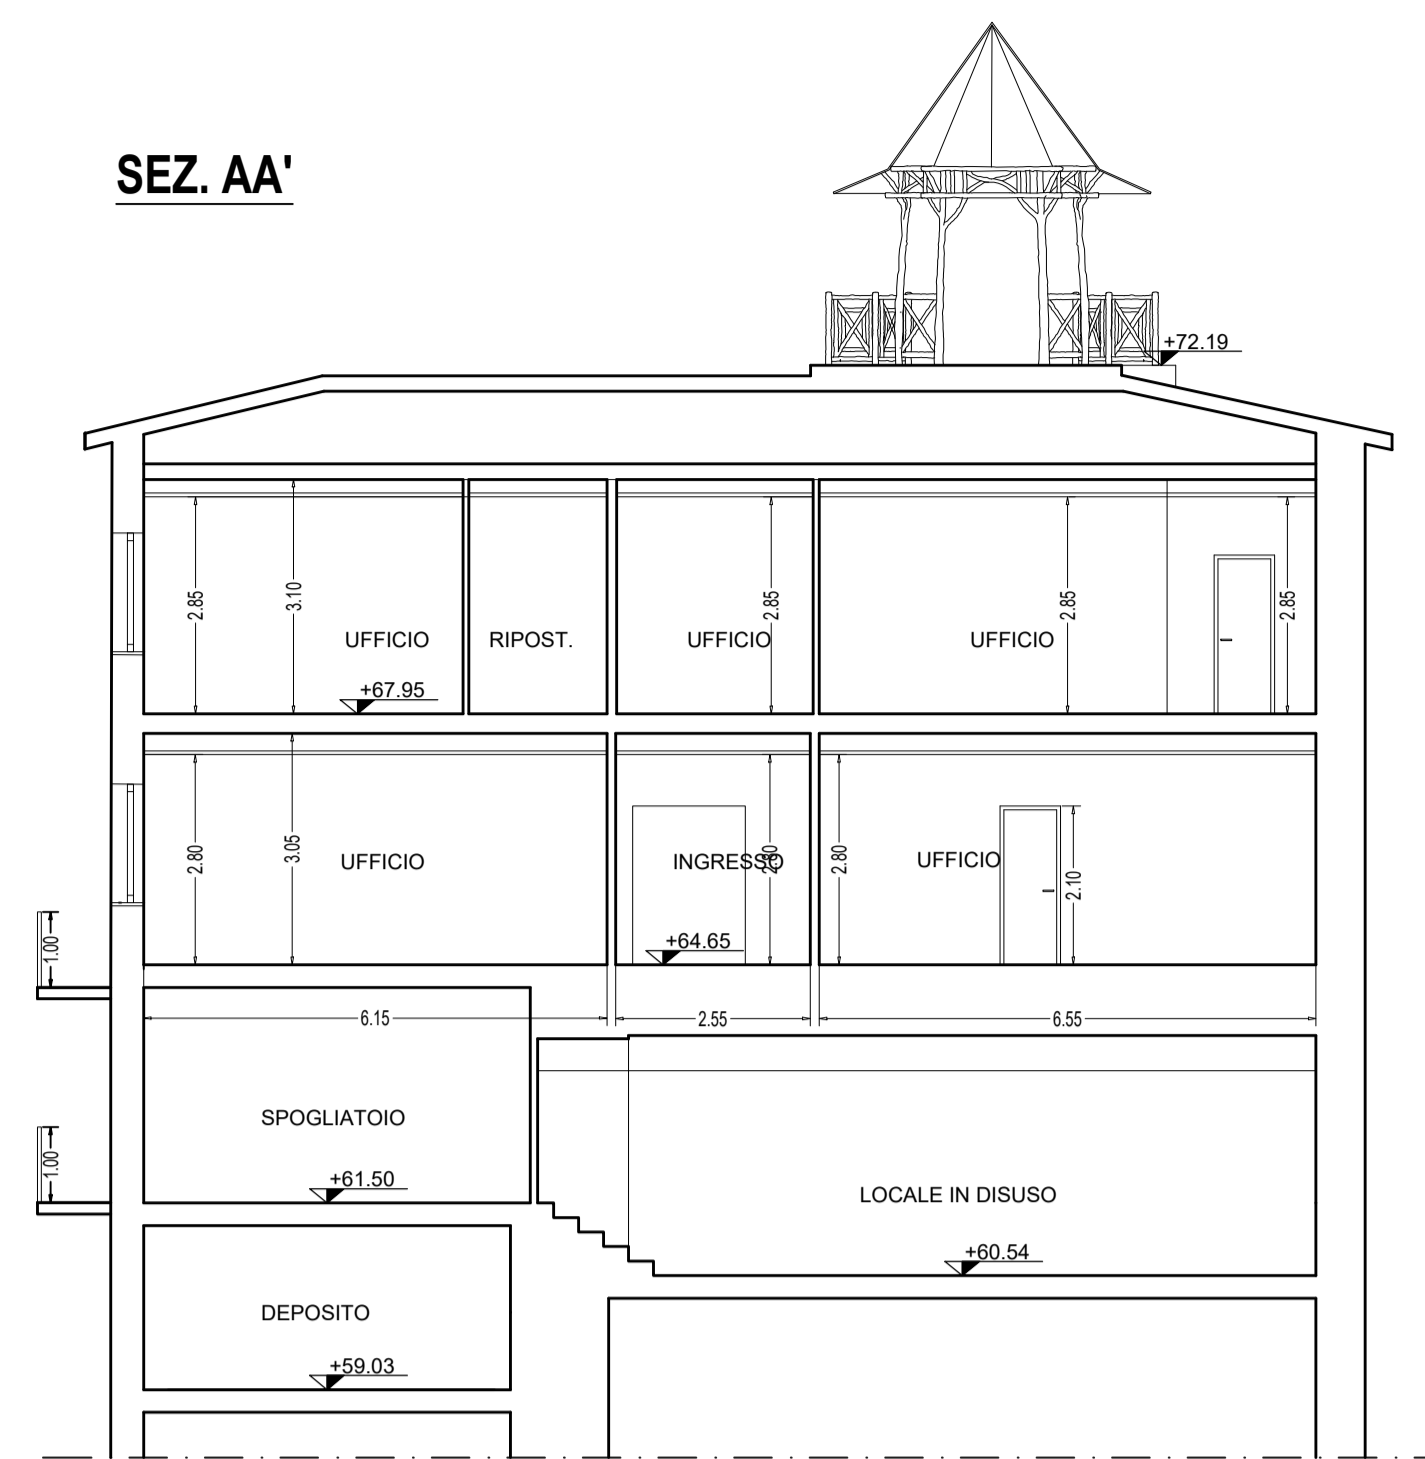 SEZ. AA'
+72.19
2.85
3.10
2.85
2.85
2.85
UFFICIO
RIPOST.
UFFICIO
UFFICIO
+67.95
2.80
3.05
UFFICIO
INGRESSO
2.80
2.80
UFFICIO
2.10
1.00
+64.65
6.15
2.55
6.55
SPOGLIATOIO
1.00
+61.50
LOCALE IN DISUSO
+60.54
DEPOSITO
+59.03